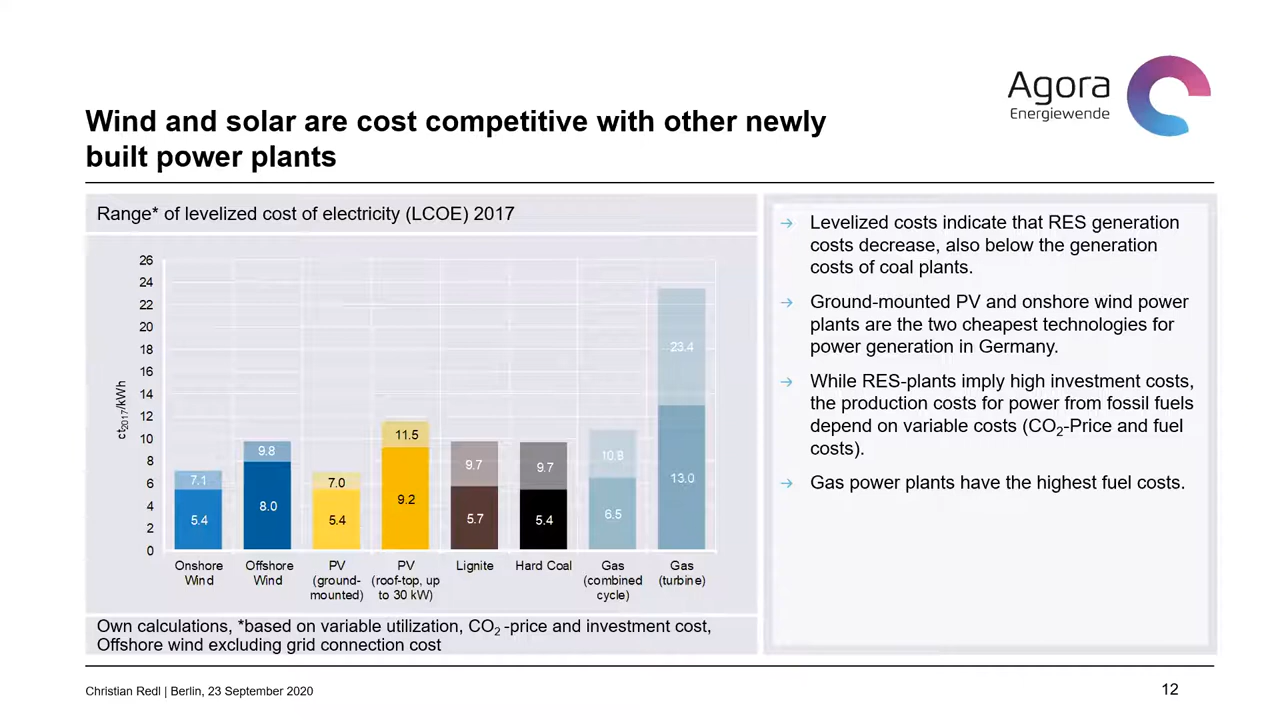 Agora
Energiewende
Wind and solar are cost competitive with other newly
built power plants
Range* of levelized cost of electricity (LCOE) 2017
ct2017/kWh
26
24
22
20
18
16
14
12
10
8
6
4
2
0
7.1
5.4
9.8
8.0
7.0
5.4
11.5
9.2
9.7
5.7
9.7
5.4
10.8
6.5
23.4
13.0
Onshore
Wind
Offshore
Wind
PV
(ground-
mounted)
PV
(roof-top, up
to 30 kW)
Lignite
Hard Coal
Gas
(combined
cycle)
Gas
(turbine)
Own calculations, *based on variable utilization, CO2 -price and investment cost,
Offshore wind excluding grid connection cost
→ Levelized costs indicate that RES generation
costs decrease, also below the generation
costs of coal plants.
→ Ground-mounted PV and onshore wind power
plants are the two cheapest technologies for
power generation in Germany.
→ While RES-plants imply high investment costs,
the production costs for power from fossil fuels
depend on variable costs (CO2-Price and fuel
costs).
→ Gas power plants have the highest fuel costs.
Christian Redl | Berlin, 23 September 2020
12